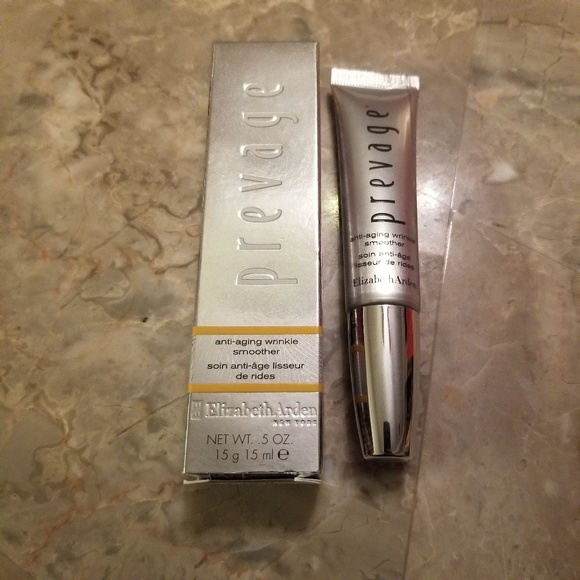 prevage
anti-aging wrinkle
smoother
soin anti-âge lisseur
de rides
Elizabeth Arden
NEW YORK
NET WT. .5 OZ.
15 g 15 ml ℮
prevage™
anti-aging wrinkle
smoother
soin anti-âge
lisseur de rides
Elizabeth Arden